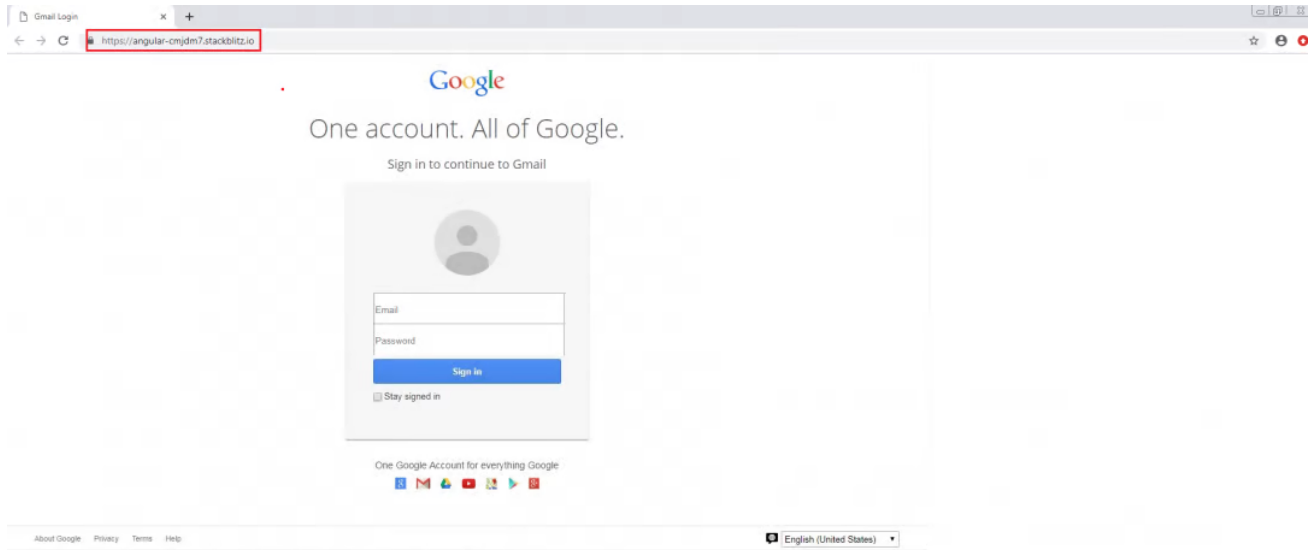 Gmail Login
https://angular-cmjdm7.stackblitz.io
Google
One account. All of Google.
Sign in to continue to Gmail
Email
Password
Sign in
Stay signed in
One Google Account for everything Google
About Google Privacy Terms Help English (United States)